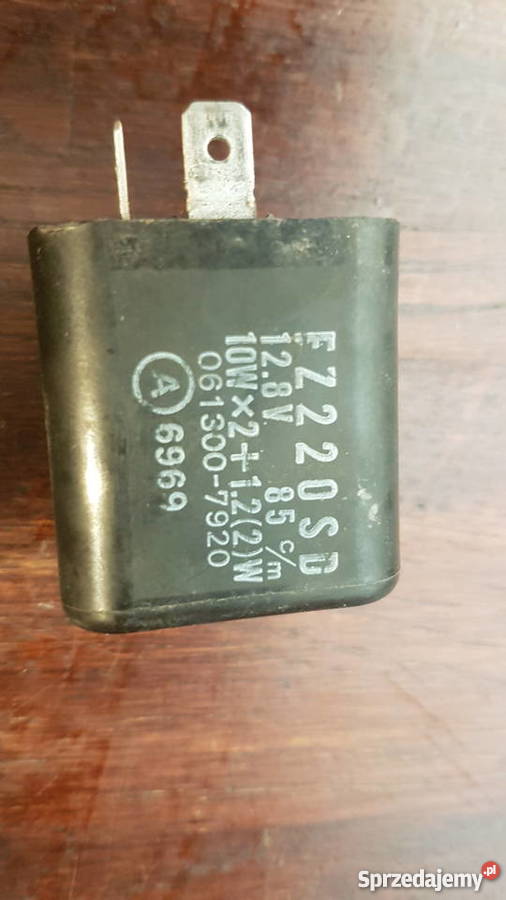 FZ220SD
12.8V 85 c/m
10W×2+1.2(2)W
061300-7920
A 6969
Sprzedajemy.pl